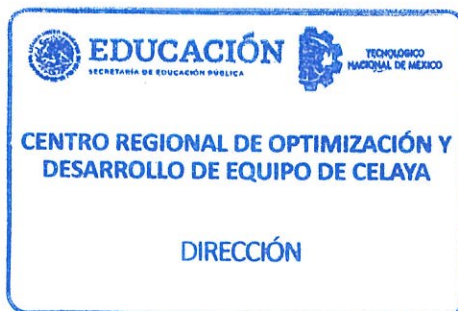 EDUCACIÓN
SECRETARÍA DE EDUCACIÓN PÚBLICA
TECNOLÓGICO
NACIONAL DE MÉXICO
CENTRO REGIONAL DE OPTIMIZACIÓN Y
DESARROLLO DE EQUIPO DE CELAYA
DIRECCIÓN